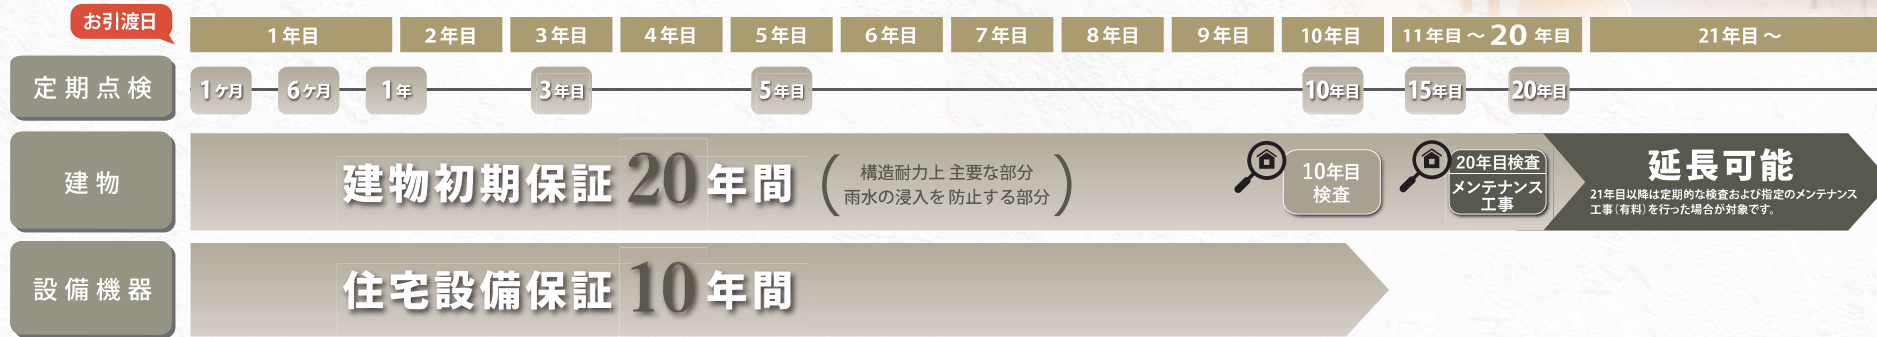 お引渡日
1年目
2年目
3年目
4年目
5年目
6年目
7年目
8年目
9年目
10年目
11年目～20年目
21年目～
定期点検
1ケ月
6ケ月
1年
3年目
5年目
10年目
15年目
20年目
建物
建物初期保証20年間
構造耐力上 主要な部分
雨水の浸入を 防止する部分
10年目
検査
20年目検査
メンテナンス
工事
延長可能
21年目以降は定期的な検査および指定のメンテナンス
工事（有料）を行った場合が対象です。
設備機器
住宅設備保証10年間